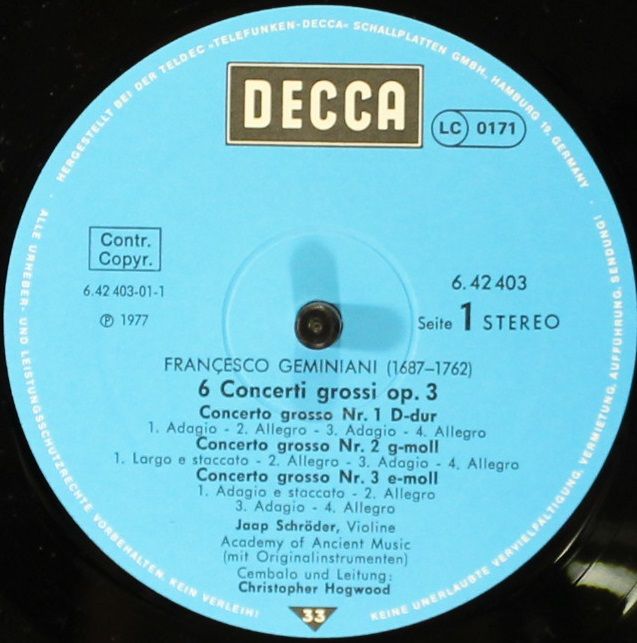 HERGESTELLT BEI DER TELDEC »TELEFUNKEN-DECCA« SCHALLPLATTEN GMBH, HAMBURG 19, GERMANY
DECCA
LC 0171
Contr.
Copyr.
6.42 403-01-1
Ⓟ 1977
6.42 403
Seite 1 STEREO
FRANÇESCO GEMINIANI (1687–1762)
6 Concerti grossi op. 3
Concerto grosso Nr. 1 D-dur
1. Adagio - 2. Allegro - 3. Adagio - 4. Allegro
Concerto grosso Nr. 2 g-moll
1. Largo e staccato - 2. Allegro - 3. Adagio - 4. Allegro
Concerto grosso Nr. 3 e-moll
1. Adagio e staccato - 2. Allegro
3. Adagio - 4. Allegro
Jaap Schröder, Violine
Academy of Ancient Music
(mit Originalinstrumenten)
Cembalo und Leitung:
Christopher Hogwood
33
ALLE URHEBER- UND LEISTUNGSSCHUTZRECHTE VORBEHALTEN. KEIN VERLEIH!
KEINE UNERLAUBTE VERVIELFÄLTIGUNG, VERMIETUNG, AUFFÜHRUNG, SENDUNG!